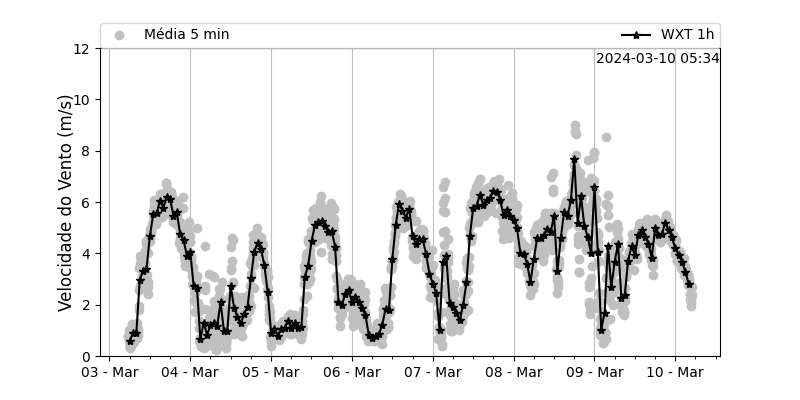 Média 5 min
WXT 1h
2024-03-10 05:34
Velocidade do Vento (m/s)
12
10
8
6
4
2
0
03 - Mar
04 - Mar
05 - Mar
06 - Mar
07 - Mar
08 - Mar
09 - Mar
10 - Mar